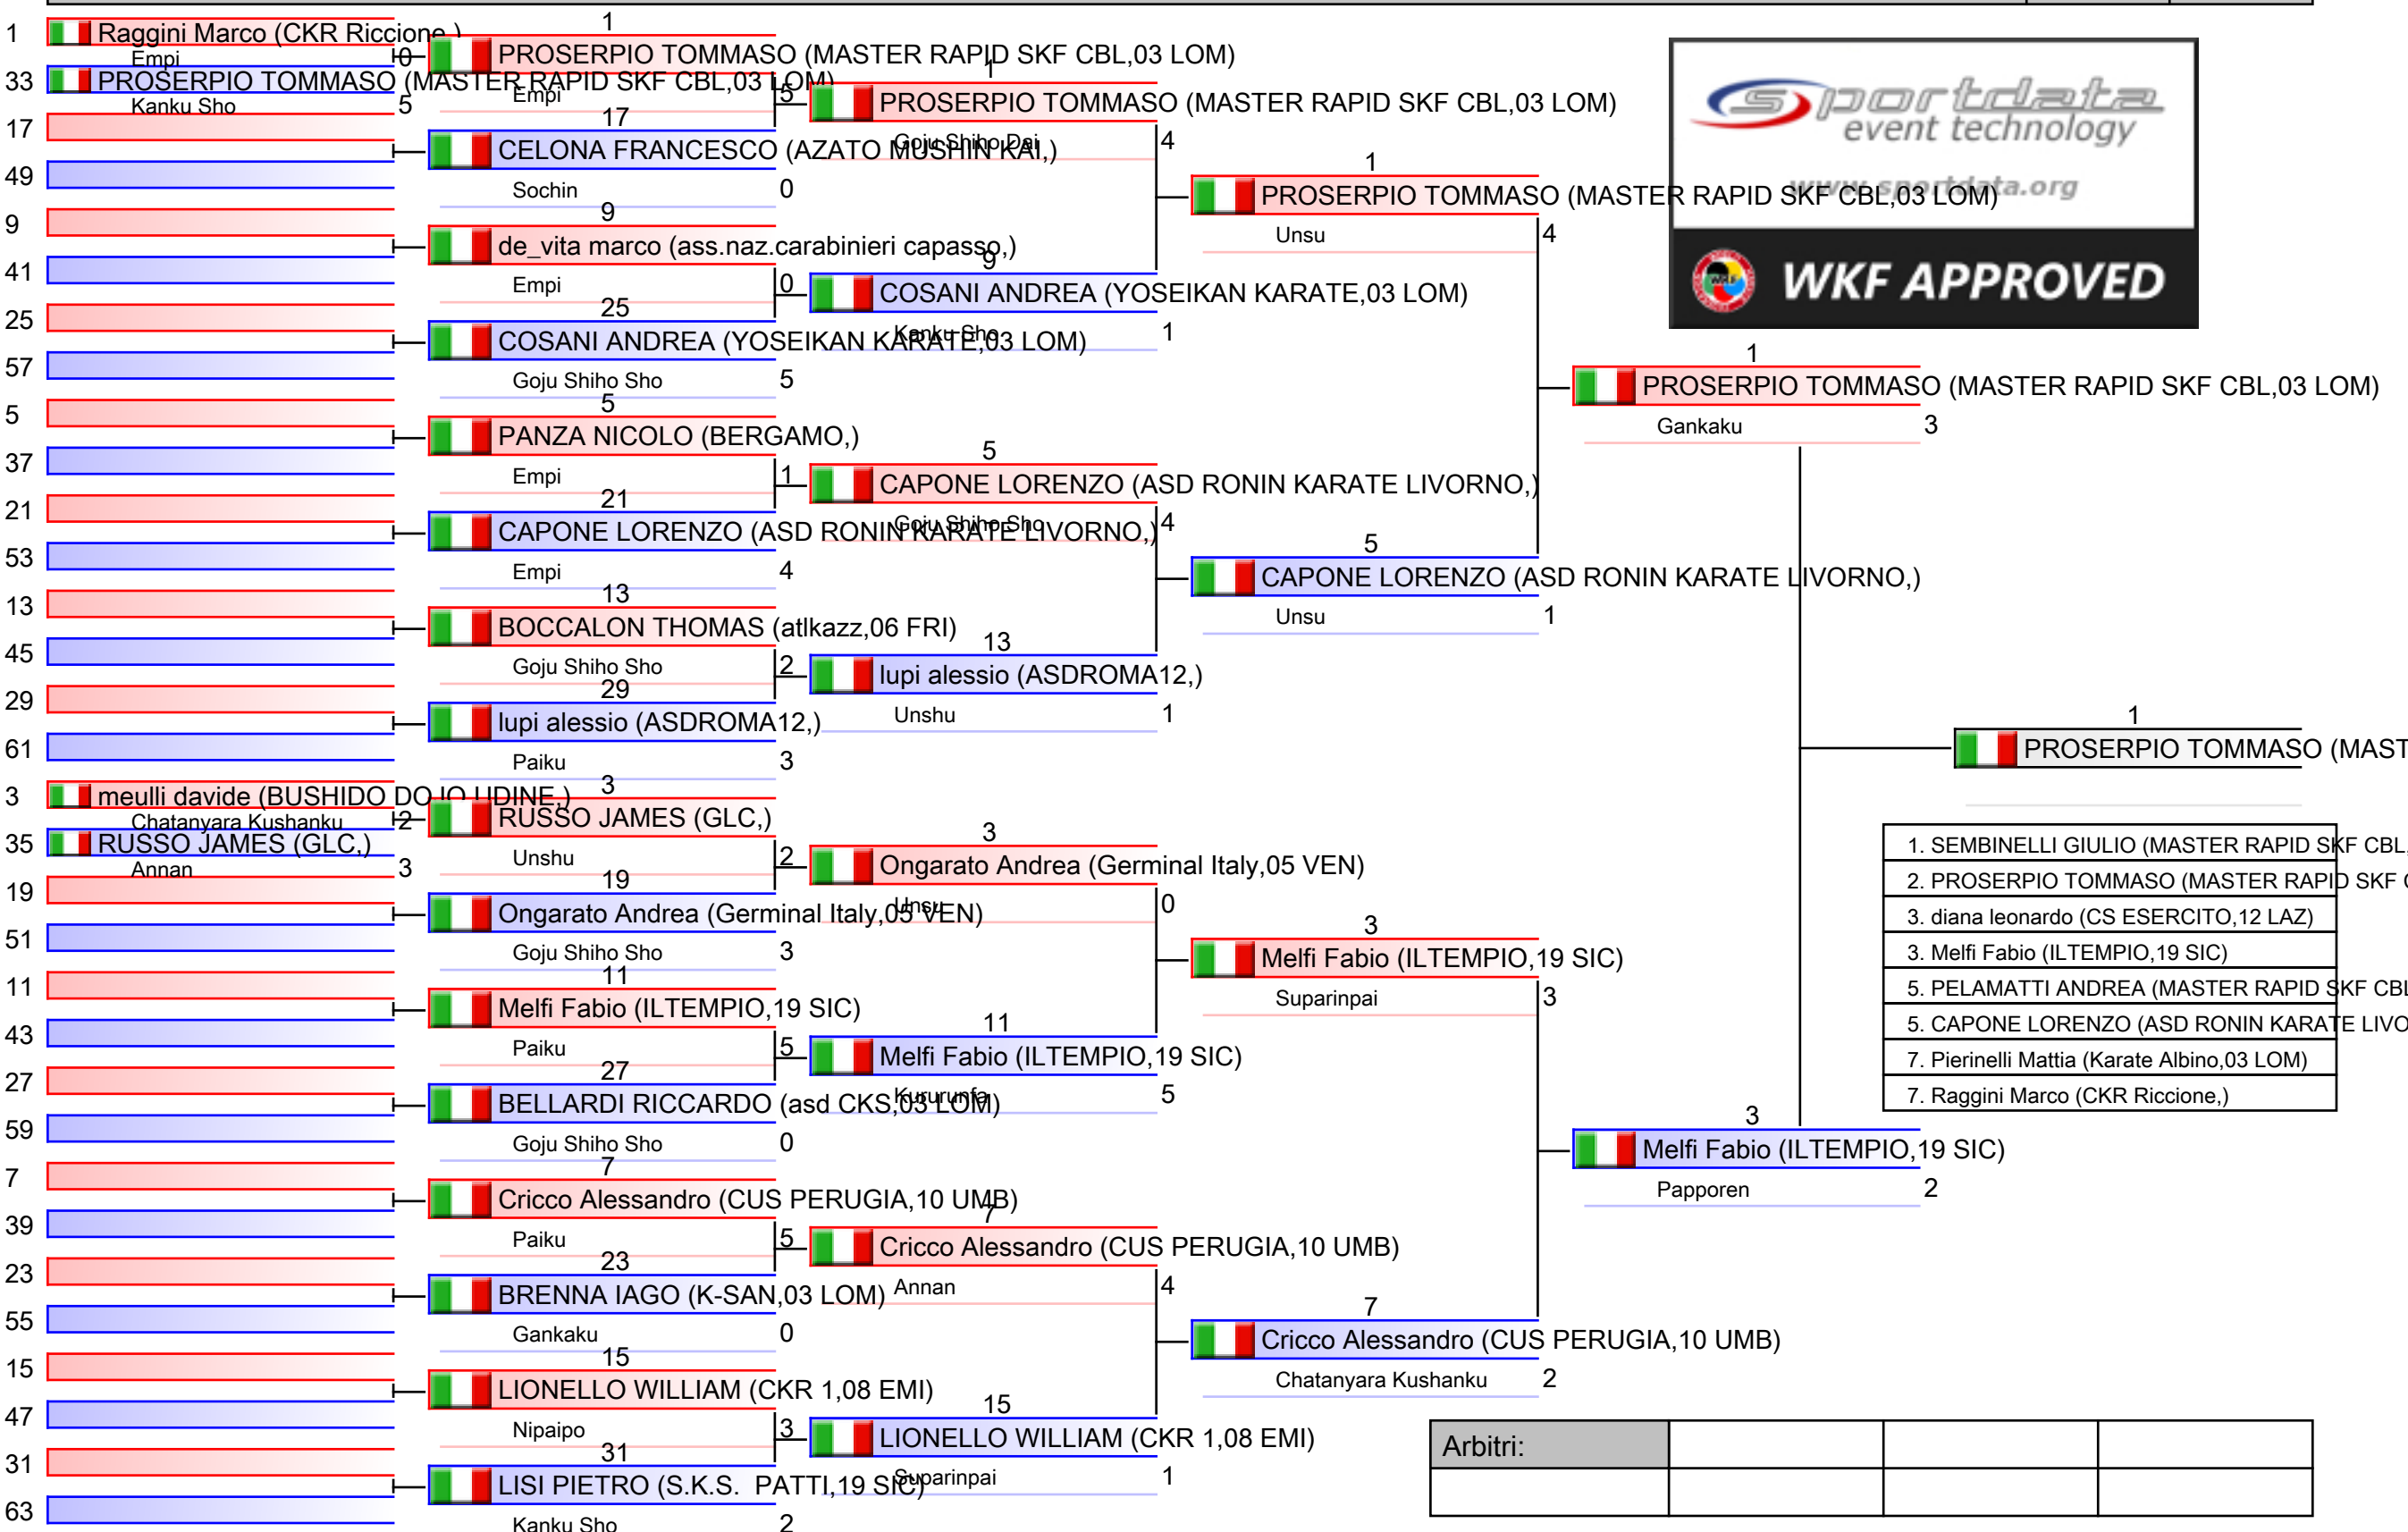 1
Raggini Marco (CKR Riccione,)
Empi
0
33
PROSERPIO TOMMASO (MASTER RAPID SKF CBL,03 LOM)
Kanku Sho
5
17
49
9
41
25
57
5
37
21
53
13
45
29
61
3
meulli davide (BUSHIDO DOJO UDINE,)
Chatanyara Kushanku
2
35
RUSSO JAMES (GLC,)
Annan
3
19
51
11
43
27
59
7
39
23
55
15
47
31
63
1
PROSERPIO TOMMASO (MASTER RAPID SKF CBL,03 LOM)
Empi
5
17
CELONA FRANCESCO (AZATO MUSHIN KAI,)
Sochin
0
9
de_vita marco (ass.naz.carabinieri capasso,)
Empi
0
25
COSANI ANDREA (YOSEIKAN KARATE,03 LOM)
Goju Shiho Sho
5
5
PANZA NICOLO (BERGAMO,)
Empi
1
21
CAPONE LORENZO (ASD RONIN KARATE LIVORNO,)
Empi
4
13
BOCCALON THOMAS (atlkazz,06 FRI)
Goju Shiho Sho
2
29
lupi alessio (ASDROMA12,)
Paiku
3
3
RUSSO JAMES (GLC,)
Unshu
2
19
Ongarato Andrea (Germinal Italy,05 VEN)
Goju Shiho Sho
3
11
Melfi Fabio (ILTEMPIO,19 SIC)
Paiku
5
27
BELLARDI RICCARDO (asd CKS,03 LOM)
Goju Shiho Sho
0
7
Cricco Alessandro (CUS PERUGIA,10 UMB)
Paiku
5
23
BRENNA IAGO (K-SAN,03 LOM)
Gankaku
0
15
LIONELLO WILLIAM (CKR 1,08 EMI)
Nipaipo
3
31
LISI PIETRO (S.K.S. PATTI,19 SIC)
Kanku Sho
2
1
PROSERPIO TOMMASO (MASTER RAPID SKF CBL,03 LOM)
Goju Shiho Dai
4
9
COSANI ANDREA (YOSEIKAN KARATE,03 LOM)
Kanku Sho
1
5
CAPONE LORENZO (ASD RONIN KARATE LIVORNO,)
Goju Shiho Sho
4
13
lupi alessio (ASDROMA12,)
Unshu
1
3
Ongarato Andrea (Germinal Italy,05 VEN)
Unsu
0
11
Melfi Fabio (ILTEMPIO,19 SIC)
Kururunfa
5
7
Cricco Alessandro (CUS PERUGIA,10 UMB)
Annan
4
15
LIONELLO WILLIAM (CKR 1,08 EMI)
Suparinpai
1
1
PROSERPIO TOMMASO (MASTER RAPID SKF CBL,03 LOM)
Unsu
4
5
CAPONE LORENZO (ASD RONIN KARATE LIVORNO,)
Unsu
1
3
Melfi Fabio (ILTEMPIO,19 SIC)
Suparinpai
3
7
Cricco Alessandro (CUS PERUGIA,10 UMB)
Chatanyara Kushanku
2
sportdata
event technology
www.sportdata.org
WKF APPROVED
1
PROSERPIO TOMMASO (MASTER RAPID SKF CBL,03 LOM)
Gankaku
3
3
Melfi Fabio (ILTEMPIO,19 SIC)
Papporen
2
1
PROSERPIO TOMMASO (MAST
1. SEMBINELLI GIULIO (MASTER RAPID SKF CBL,
2. PROSERPIO TOMMASO (MASTER RAPID SKF C
3. diana leonardo (CS ESERCITO,12 LAZ)
3. Melfi Fabio (ILTEMPIO,19 SIC)
5. PELAMATTI ANDREA (MASTER RAPID SKF CBL
5. CAPONE LORENZO (ASD RONIN KARATE LIVO
7. Pierinelli Mattia (Karate Albino,03 LOM)
7. Raggini Marco (CKR Riccione,)
Arbitri: